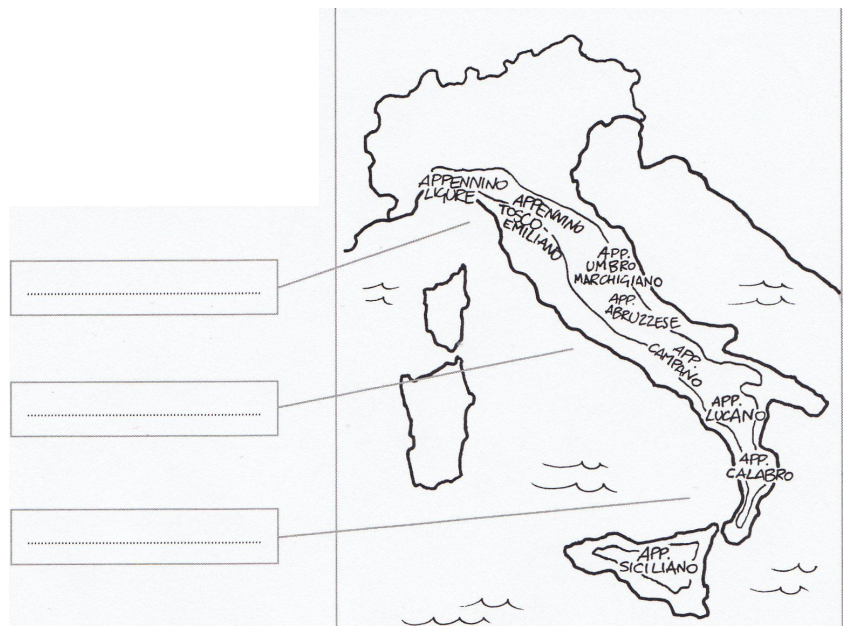 APPENNINO
LIGURE
APPENNINO
TOSCO-
EMILIANO
APP.
UMBRO
MARCHIGIANO
APP.
ABRUZZESE
APP.
CAMPANO
APP.
LUCANO
APP.
CALABRO
APP.
SICILIANO